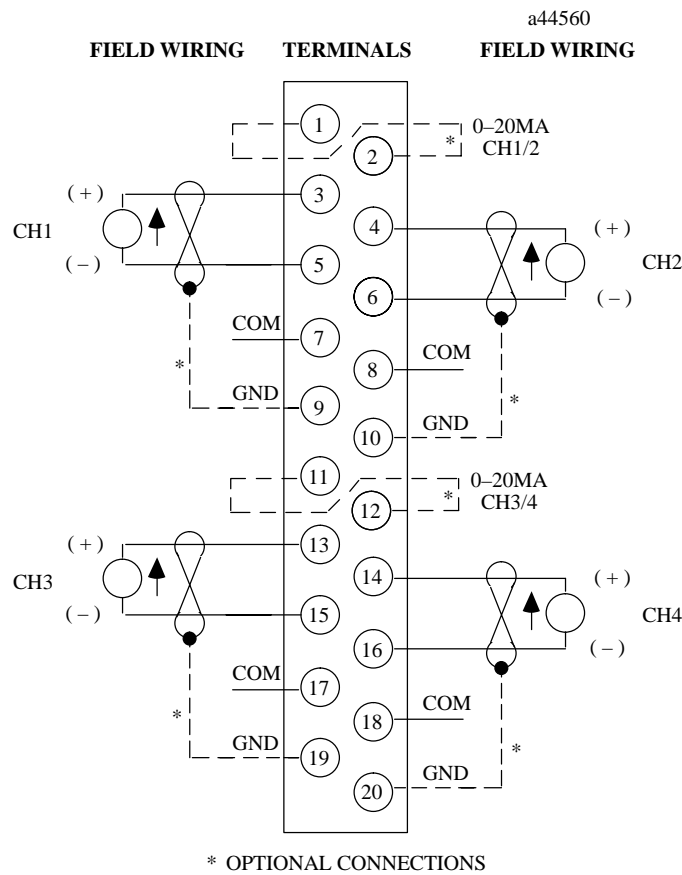 a44560
FIELD WIRING TERMINALS FIELD WIRING
1
0–20MA
* CH1/2
2
(+) 3
4 (+)
CH1
5
(–)
CH2
6 (–)
COM 7
8 COM
*
GND 9
*
10 GND
11
0–20MA
* CH3/4
12
(+) 13
14 (+)
CH3
(–) 15
CH4
16 (–)
COM 17
18 COM
*
GND 19
*
20 GND
* OPTIONAL CONNECTIONS